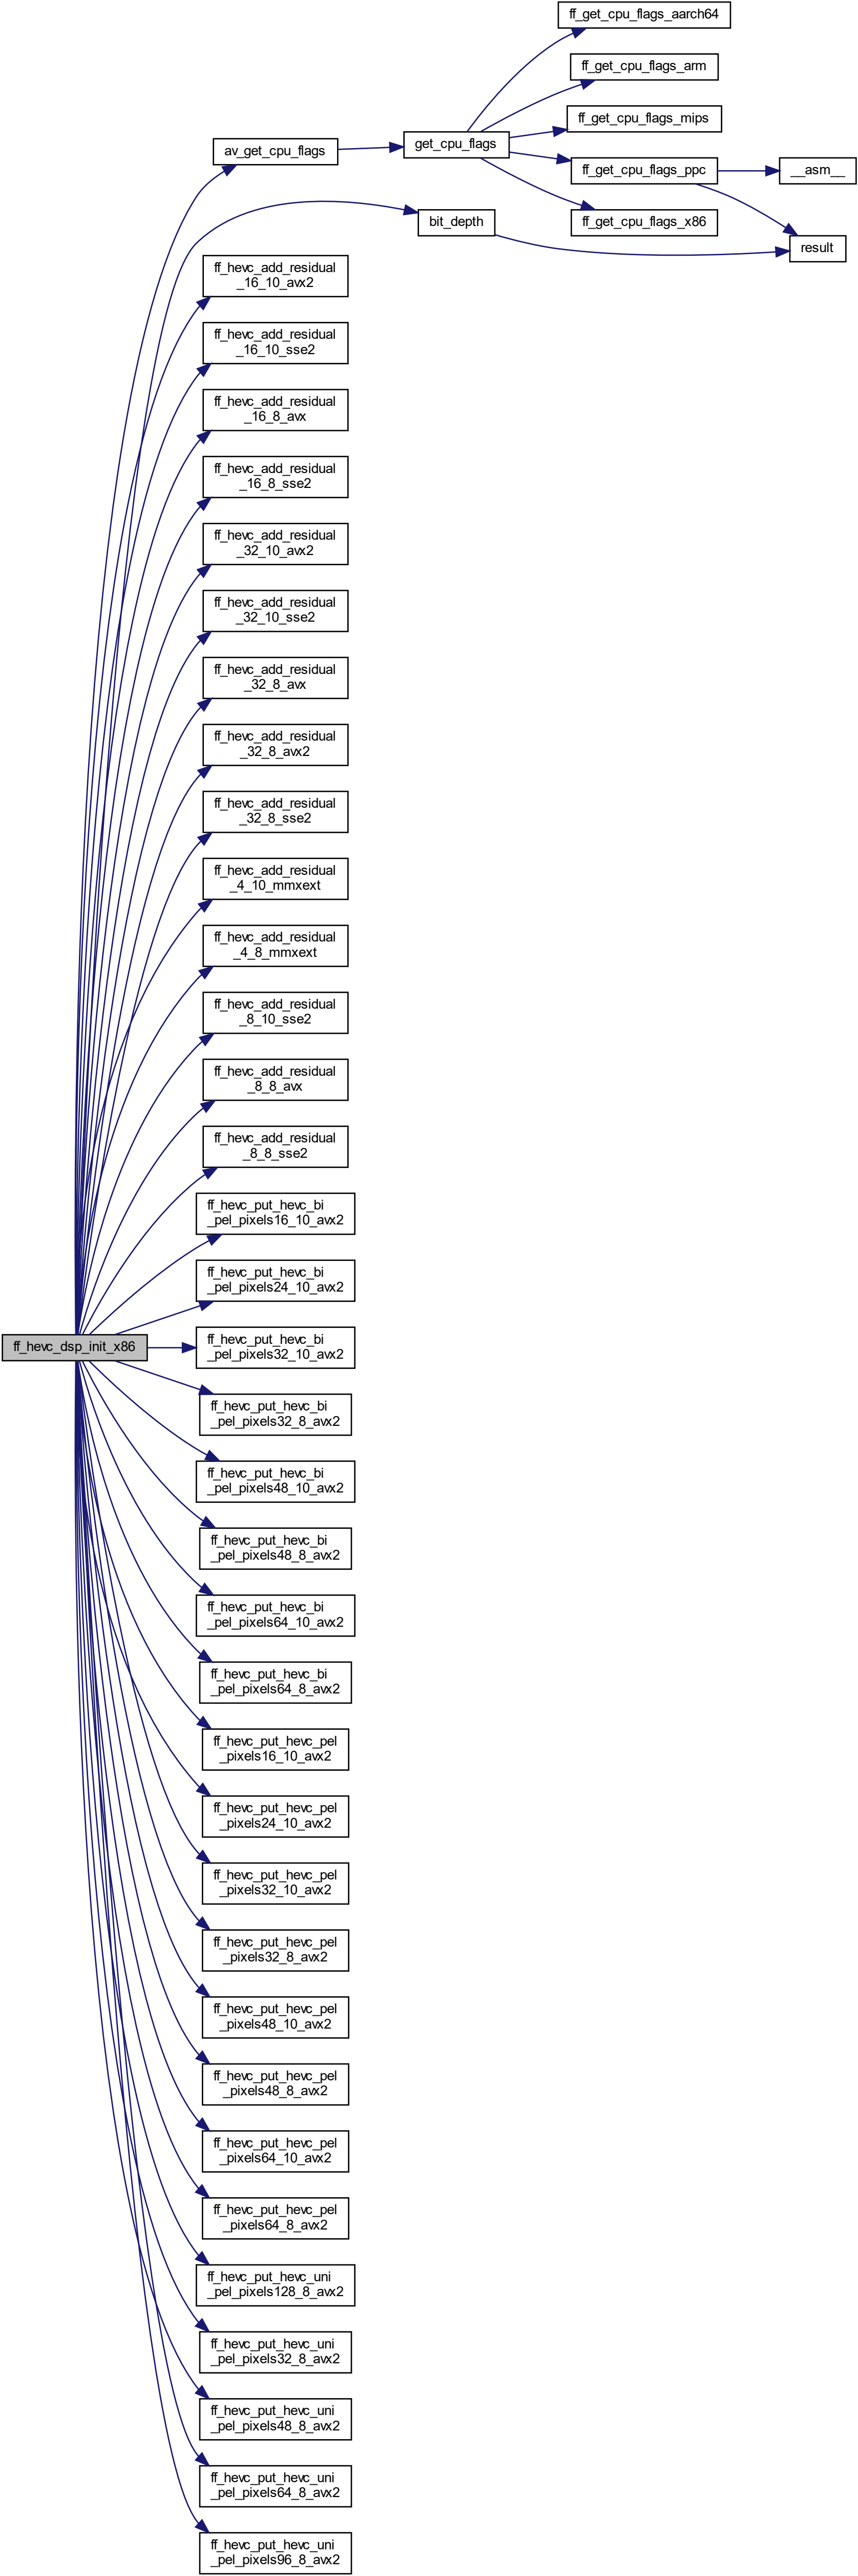 ff_get_cpu_flags_aarch64
ff_get_cpu_flags_arm
ff_get_cpu_flags_mips
av_get_cpu_flags
get_cpu_flags
ff_get_cpu_flags_ppc
__asm__
bit_depth
ff_get_cpu_flags_x86
result
ff_hevc_add_residual
_16_10_avx2
ff_hevc_add_residual
_16_10_sse2
ff_hevc_add_residual
_16_8_avx
ff_hevc_add_residual
_16_8_sse2
ff_hevc_add_residual
_32_10_avx2
ff_hevc_add_residual
_32_10_sse2
ff_hevc_add_residual
_32_8_avx
ff_hevc_add_residual
_32_8_avx2
ff_hevc_add_residual
_32_8_sse2
ff_hevc_add_residual
_4_10_mmxext
ff_hevc_add_residual
_4_8_mmxext
ff_hevc_add_residual
_8_10_sse2
ff_hevc_add_residual
_8_8_avx
ff_hevc_add_residual
_8_8_sse2
ff_hevc_put_hevc_bi
_pel_pixels16_10_avx2
ff_hevc_put_hevc_bi
_pel_pixels24_10_avx2
ff_hevc_dsp_init_x86
ff_hevc_put_hevc_bi
_pel_pixels32_10_avx2
ff_hevc_put_hevc_bi
_pel_pixels32_8_avx2
ff_hevc_put_hevc_bi
_pel_pixels48_10_avx2
ff_hevc_put_hevc_bi
_pel_pixels48_8_avx2
ff_hevc_put_hevc_bi
_pel_pixels64_10_avx2
ff_hevc_put_hevc_bi
_pel_pixels64_8_avx2
ff_hevc_put_hevc_pel
_pixels16_10_avx2
ff_hevc_put_hevc_pel
_pixels24_10_avx2
ff_hevc_put_hevc_pel
_pixels32_10_avx2
ff_hevc_put_hevc_pel
_pixels32_8_avx2
ff_hevc_put_hevc_pel
_pixels48_10_avx2
ff_hevc_put_hevc_pel
_pixels48_8_avx2
ff_hevc_put_hevc_pel
_pixels64_10_avx2
ff_hevc_put_hevc_pel
_pixels64_8_avx2
ff_hevc_put_hevc_uni
_pel_pixels128_8_avx2
ff_hevc_put_hevc_uni
_pel_pixels32_8_avx2
ff_hevc_put_hevc_uni
_pel_pixels48_8_avx2
ff_hevc_put_hevc_uni
_pel_pixels64_8_avx2
ff_hevc_put_hevc_uni
_pel_pixels96_8_avx2